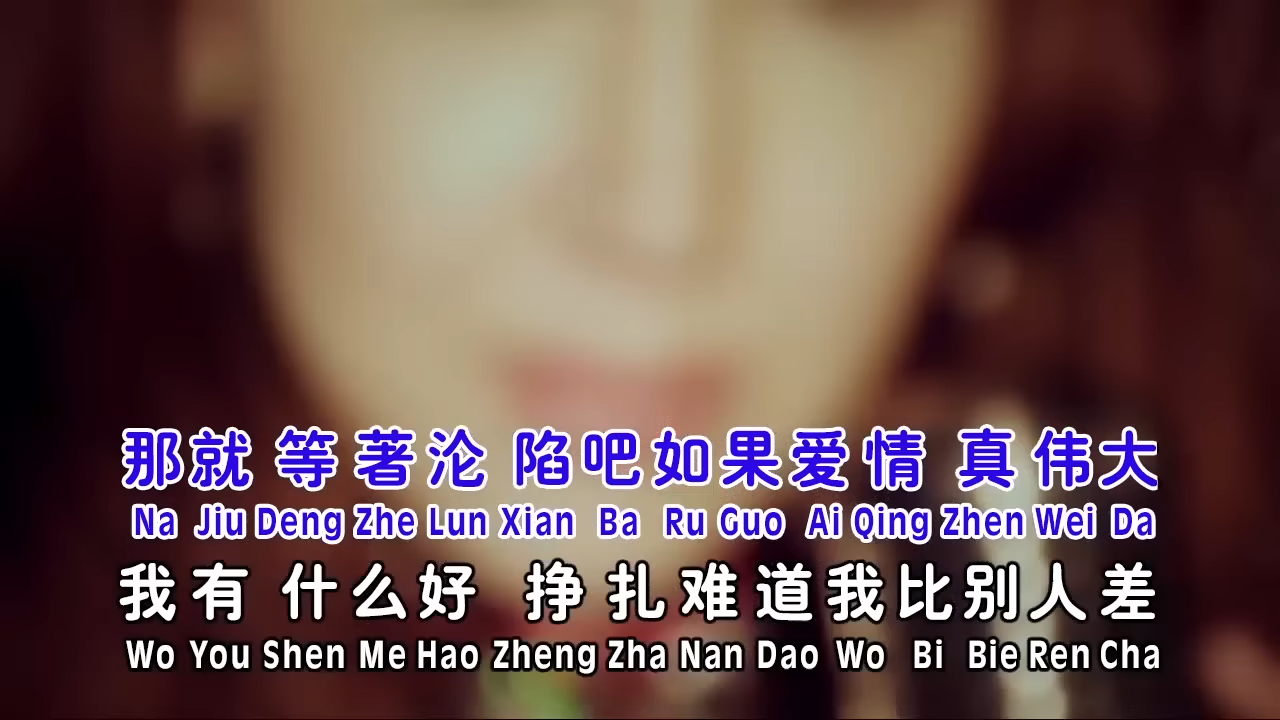 那就 等著沦 陷吧如果爱情 真伟大
Na Jiu Deng Zhe Lun Xian Ba Ru Guo Ai Qing Zhen Wei Da
我有 什么好 挣扎难道我比别人差
Wo You Shen Me Hao Zheng Zha Nan Dao Wo Bi Bie Ren Cha